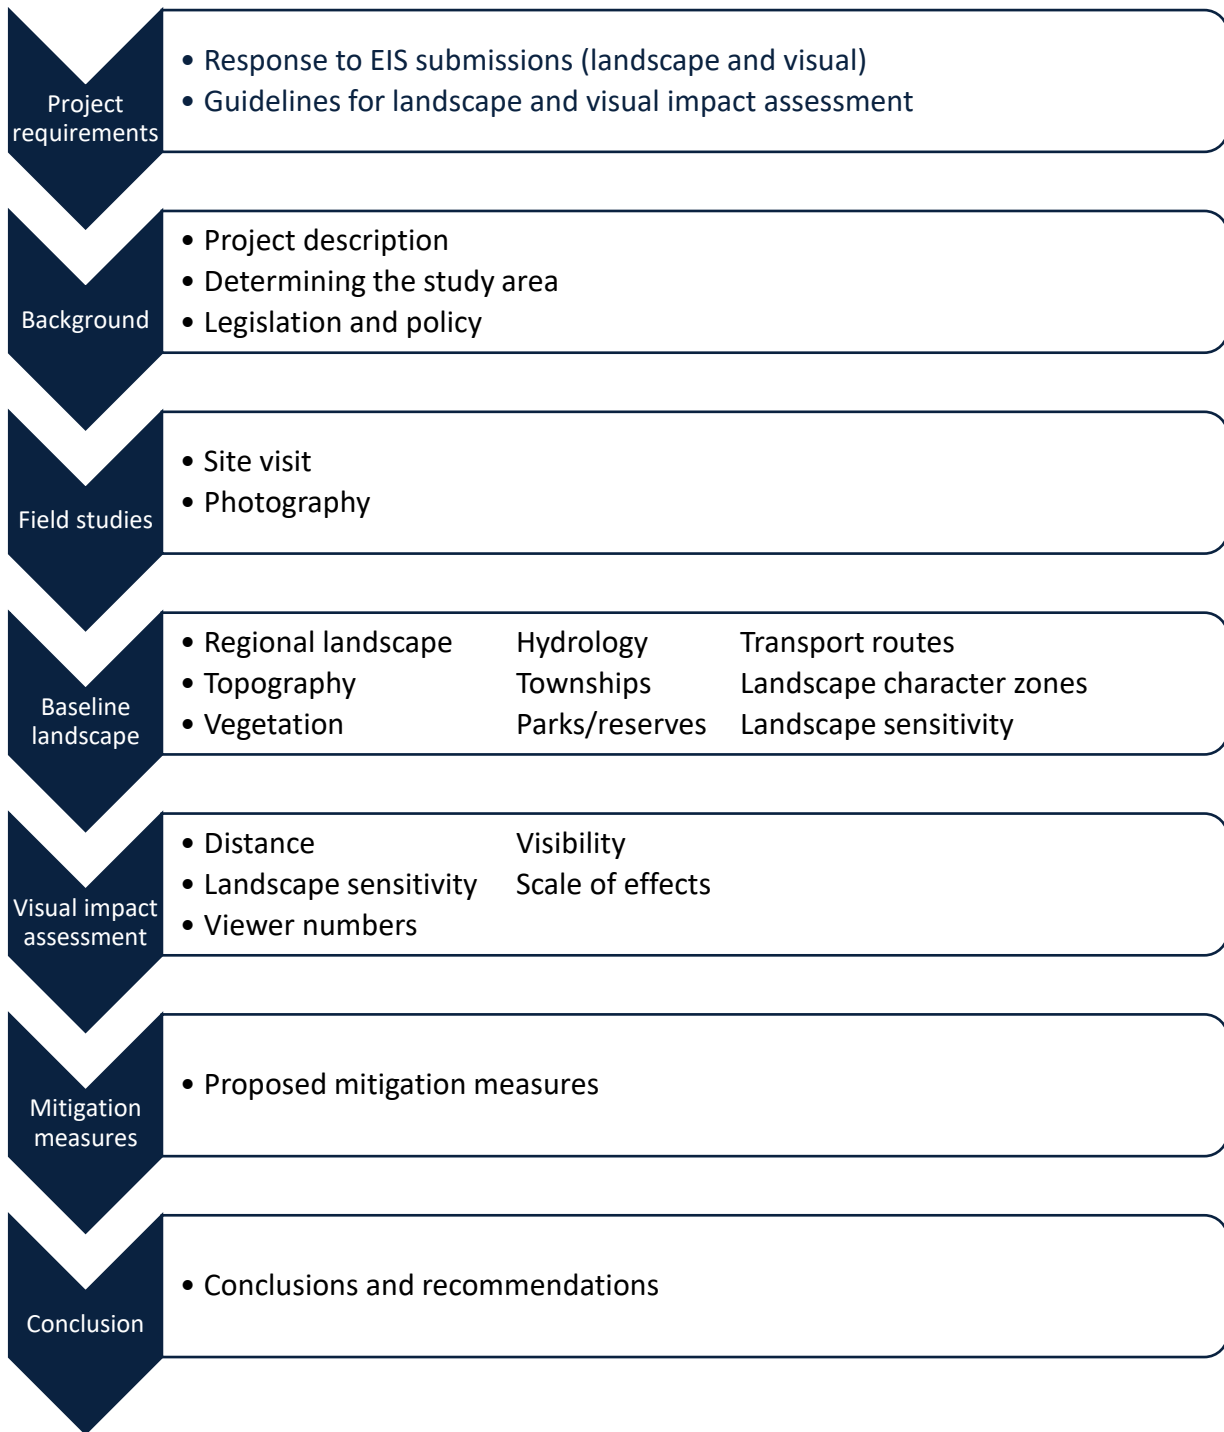 Project
requirements
• Response to EIS submissions (landscape and visual)
• Guidelines for landscape and visual impact assessment
Background
• Project description
• Determining the study area
• Legislation and policy
Field studies
• Site visit
• Photography
Baseline
landscape
• Regional landscape Hydrology Transport routes
• Topography Townships Landscape character zones
• Vegetation Parks/reserves Landscape sensitivity
Visual impact
assessment
• Distance Visibility
• Landscape sensitivity Scale of effects
• Viewer numbers
Mitigation
measures
• Proposed mitigation measures
Conclusion
• Conclusions and recommendations